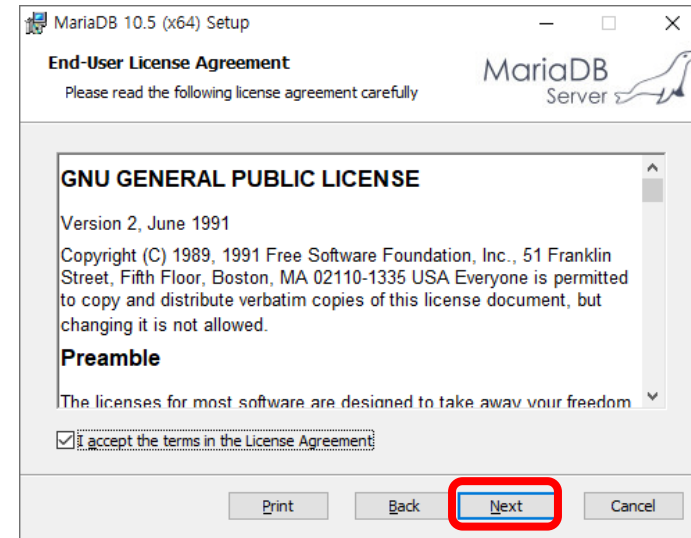 MariaDB 10.5 (x64) Setup
End-User License Agreement
Please read the following license agreement carefully
MariaDB
Server
GNU GENERAL PUBLIC LICENSE
Version 2, June 1991
Copyright (C) 1989, 1991 Free Software Foundation, Inc., 51 Franklin
Street, Fifth Floor, Boston, MA 02110-1335 USA Everyone is permitted
to copy and distribute verbatim copies of this license document, but
changing it is not allowed.
Preamble
The licenses for most software are designed to take away your freedom
I accept the terms in the License Agreement
Print
Back
Next
Cancel